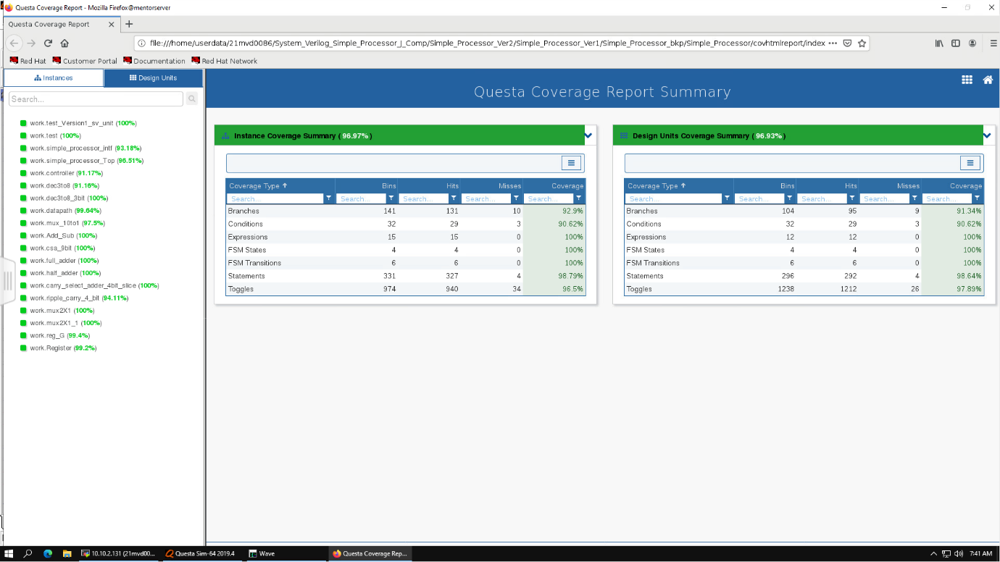 Questa Coverage Report - Mozilla Firefox@mentorserver
Questa Coverage Report
file:///home/userdata/21mvd0086/System_Verilog_Simple_Processor_J_Comp/Simple_Processor_Ver2/Simple_Processor_Ver1/Simple_Processor_bkp/Simple_Processor/covhtmlreport/index
Red Hat Customer Portal Documentation Red Hat Network
Instances Design Units
Search...
work.test_Version1_sv_unit (100%)
work.test (100%)
work.simple_processor_intf (93.18%)
work.simple_processor_Top (96.51%)
work.controller (91.17%)
work.dec3to8 (91.16%)
work.dec3to8_3bit (100%)
work.datapath (99.64%)
work.mux_10to1 (97.5%)
work.Add_Sub (100%)
work.csa_9bit (100%)
work.full_adder (100%)
work.half_adder (100%)
work.carry_select_adder_4bit_slice (100%)
work.ripple_carry_4_bit (94.11%)
work.mux2X1 (100%)
work.mux2X1_1 (100%)
work.reg_G (99.4%)
work.Register (99.2%)
Questa Coverage Report Summary
Instance Coverage Summary ( 96.97% )
Coverage Type Bins Hits Misses Coverage
Search... Search... Search... Search... Search...
Branches 141 131 10 92.9%
Conditions 32 29 3 90.62%
Expressions 15 15 0 100%
FSM States 4 4 0 100%
FSM Transitions 6 6 0 100%
Statements 331 327 4 98.79%
Toggles 974 940 34 96.5%
Design Units Coverage Summary ( 96.93% )
Coverage Type Bins Hits Misses Coverage
Search... Search... Search... Search... Search...
Branches 104 95 9 91.34%
Conditions 32 29 3 90.62%
Expressions 12 12 0 100%
FSM States 4 4 0 100%
FSM Transitions 6 6 0 100%
Statements 296 292 4 98.64%
Toggles 1238 1212 26 97.89%
10.10.2.131 (21mvd00... Questa Sim-64 2019.4 Wave Questa Coverage Rep... 7:41 AM